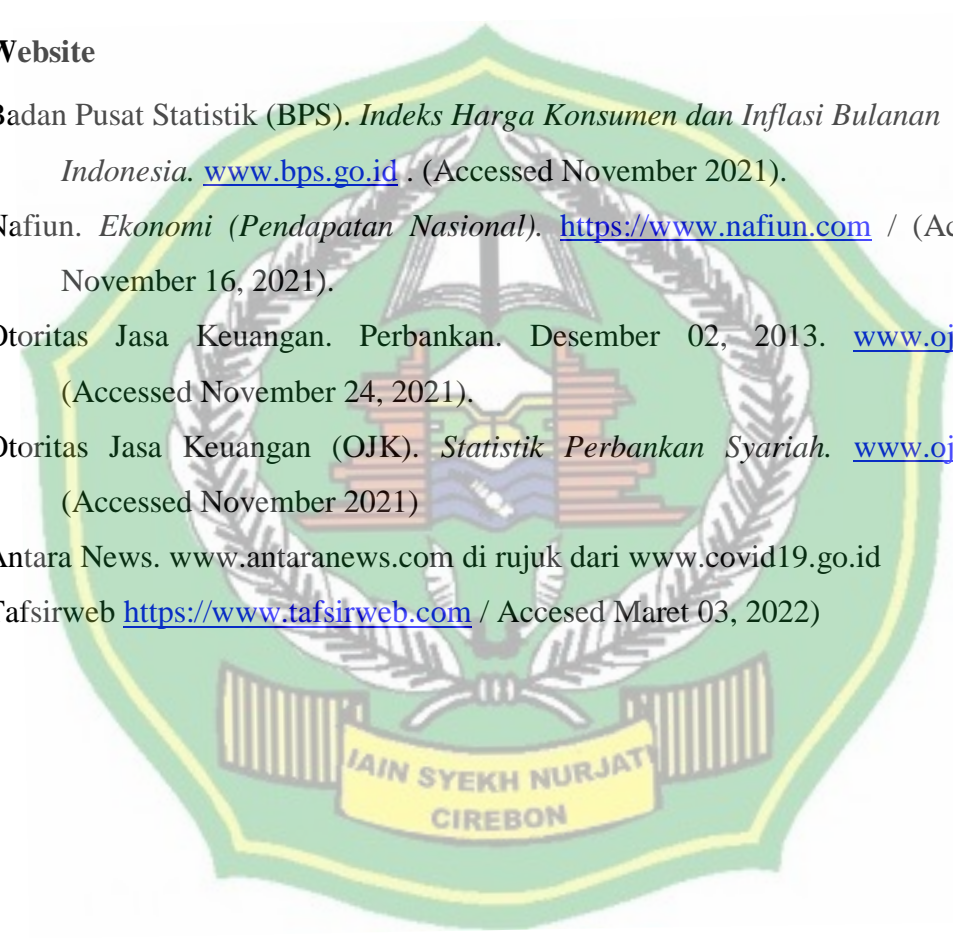 Website
Badan Pusat Statistik (BPS). Indeks Harga Konsumen dan Inflasi Bulanan
Indonesia. www.bps.go.id . (Accessed November 2021).
Nafiun. Ekonomi (Pendapatan Nasional). https://www.nafiun.com / (Ac
November 16, 2021).
Otoritas Jasa Keuangan. Perbankan. Desember 02, 2013. www.oj
(Accessed November 24, 2021).
Otoritas Jasa Keuangan (OJK). Statistik Perbankan Syariah. www.oj
(Accessed November 2021)
Antara News. www.antaranews.com di rujuk dari www.covid19.go.id
Tafsirweb https://www.tafsirweb.com / Accesed Maret 03, 2022)
IAIN SYEKH NURJATI
CIREBON